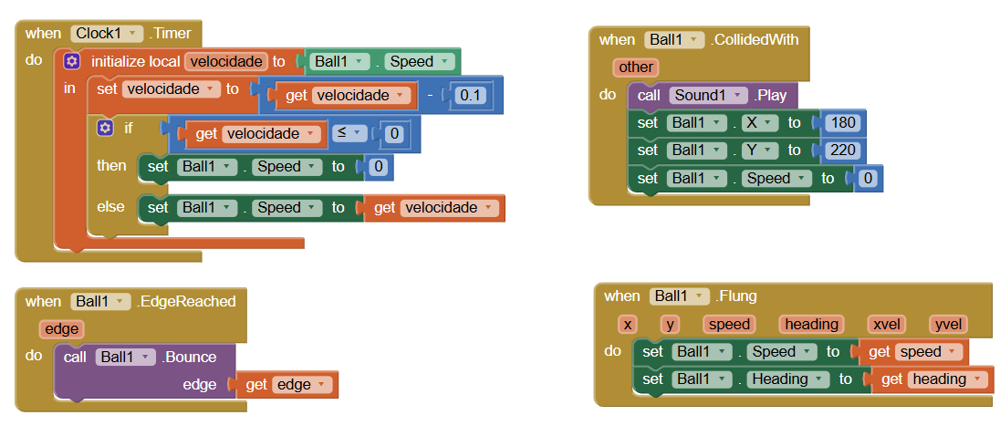 when Clock1 .Timer
do initialize local velocidade to Ball1 . Speed
in set velocidade to get velocidade - 0.1
if get velocidade ≤ 0
then set Ball1 . Speed to 0
else set Ball1 . Speed to get velocidade
when Ball1 .CollidedWith
other
do call Sound1 .Play
set Ball1 . X to 180
set Ball1 . Y to 220
set Ball1 . Speed to 0
when Ball1 .EdgeReached
edge
do call Ball1 .Bounce
edge get edge
when Ball1 .Flung
x y speed heading xvel yvel
do set Ball1 . Speed to get speed
set Ball1 . Heading to get heading